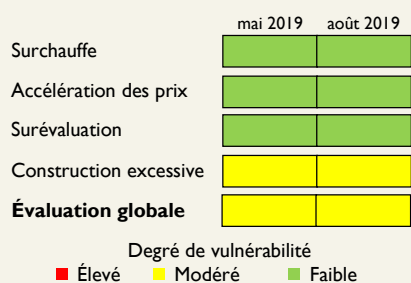 mai 2019 août 2019
Surchauffe
Accélération des prix
Surévaluation
Construction excessive
Évaluation globale
Degré de vulnérabilité
Élevé Modéré Faible